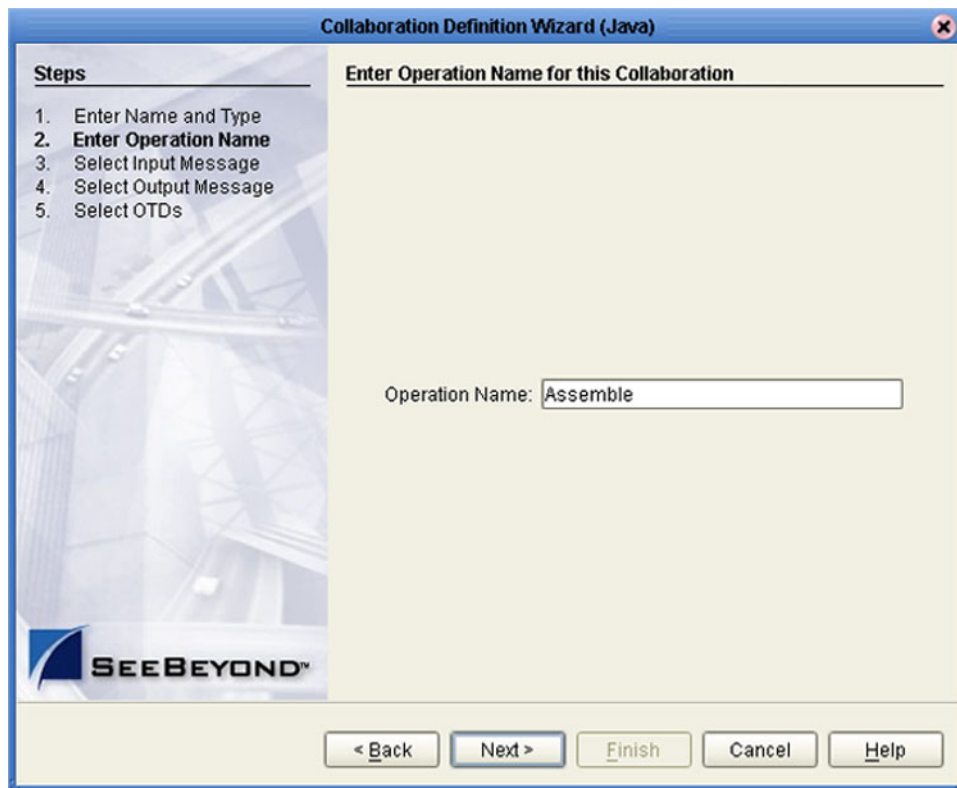 Collaboration Definition Wizard (Java)
Steps
1. Enter Name and Type
2. Enter Operation Name
3. Select Input Message
4. Select Output Message
5. Select OTDs
Enter Operation Name for this Collaboration
Operation Name: Assemble
SEEBEYOND™
< Back Next > Finish Cancel Help